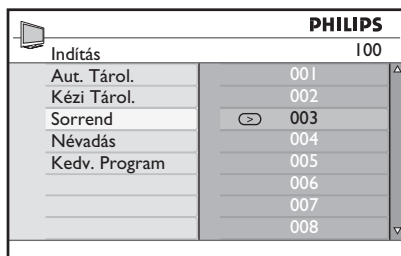 PHILIPS
Indítás 100
Aut. Tárol. 001
Kézi Tárol. 002
Sorrend > 003
Névadás 004
Kedv. Program 005
006
007
008